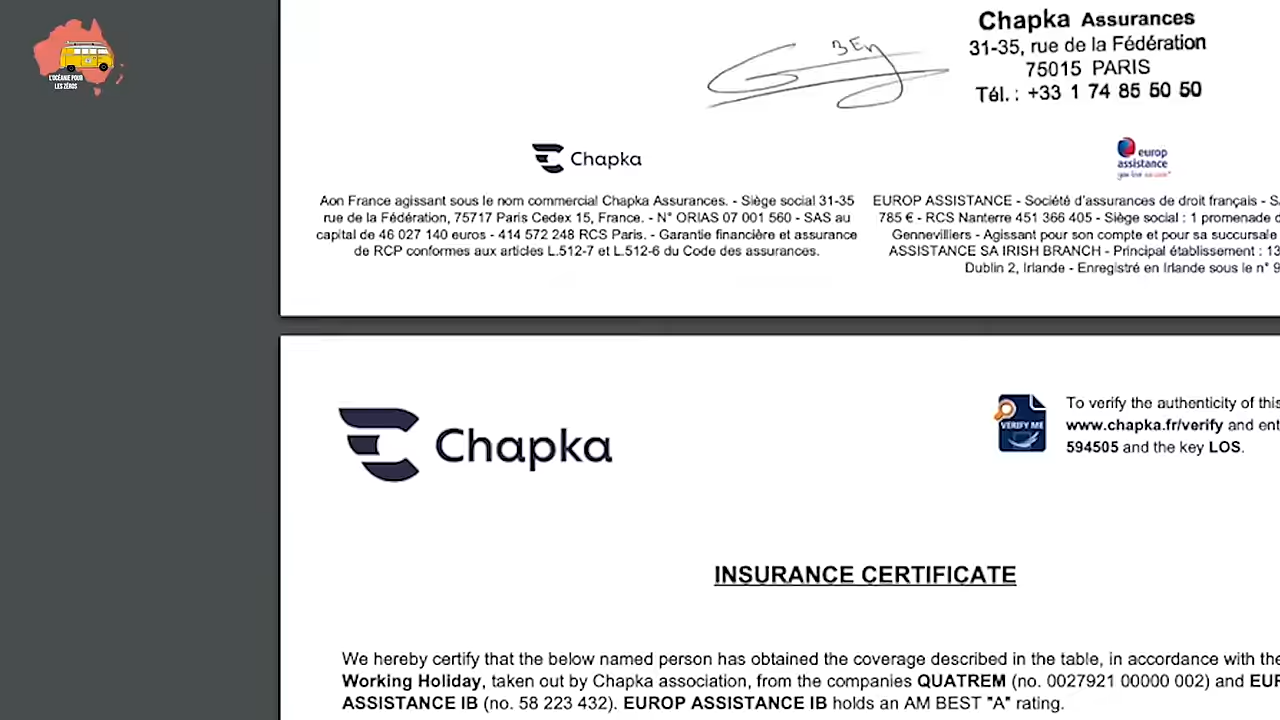 L'OCÉANIE POUR
LES ZÉROS
Chapka Assurances
31-35, rue de la Fédération
75015 PARIS
Tél. : +33 1 74 85 50 50
Chapka
europ
assistance
you live we care
Aon France agissant sous le nom commercial Chapka Assurances. - Siège social 31-35
rue de la Fédération, 75717 Paris Cedex 15, France. - N° ORIAS 07 001 560 - SAS au
capital de 46 027 140 euros - 414 572 248 RCS Paris. - Garantie financière et assurance
de RCP conformes aux articles L.512-7 et L.512-6 du Code des assurances.
EUROP ASSISTANCE - Société d'assurances de droit français - S
785 € - RCS Nanterre 451 366 405 - Siège social : 1 promenade d
Gennevilliers - Agissant pour son compte et pour sa succursale
ASSISTANCE SA IRISH BRANCH - Principal établissement : 13
Dublin 2, Irlande - Enregistré en Irlande sous le n° 9
Chapka
VERIFY ME
To verify the authenticity of this
www.chapka.fr/verify and ent
594505 and the key LOS.
INSURANCE CERTIFICATE
We hereby certify that the below named person has obtained the coverage described in the table, in accordance with the
Working Holiday, taken out by Chapka association, from the companies QUATREM (no. 0027921 00000 002) and EU
ASSISTANCE IB (no. 58 223 432). EUROP ASSISTANCE IB holds an AM BEST "A" rating.